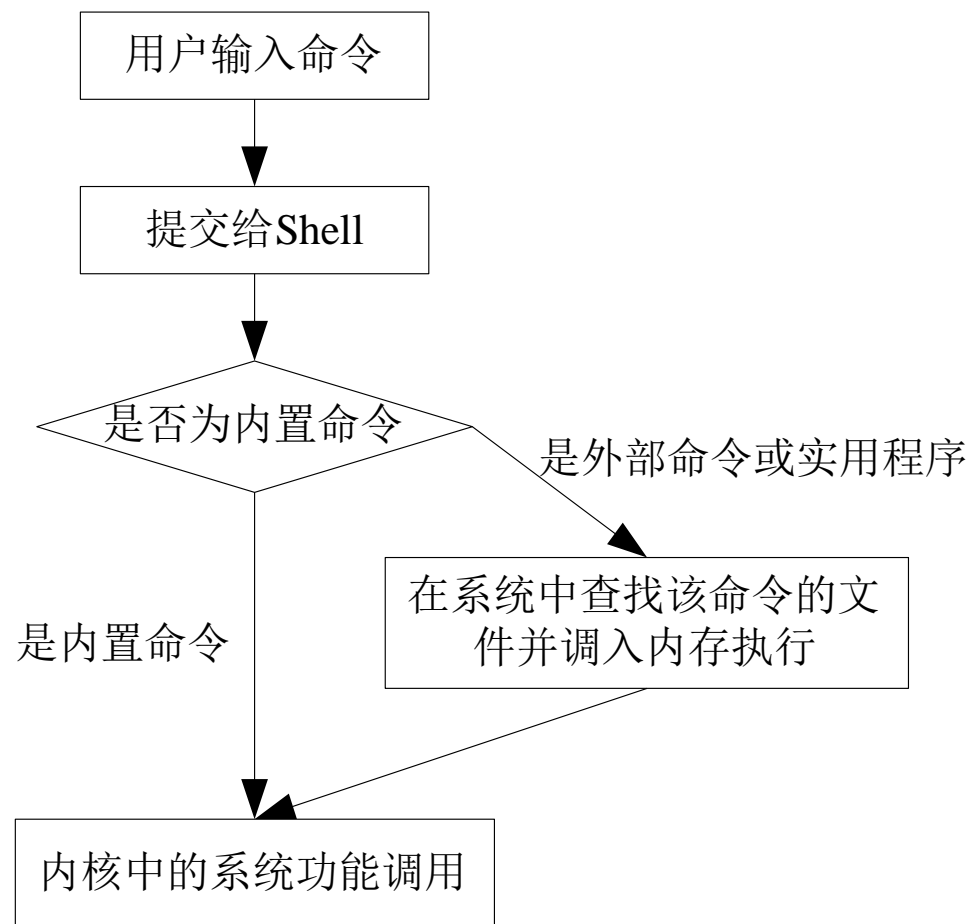 用户输入命令
提交给Shell
是否为内置命令
是外部命令或实用程序
在系统中查找该命令的文
件并调入内存执行
是内置命令
内核中的系统功能调用